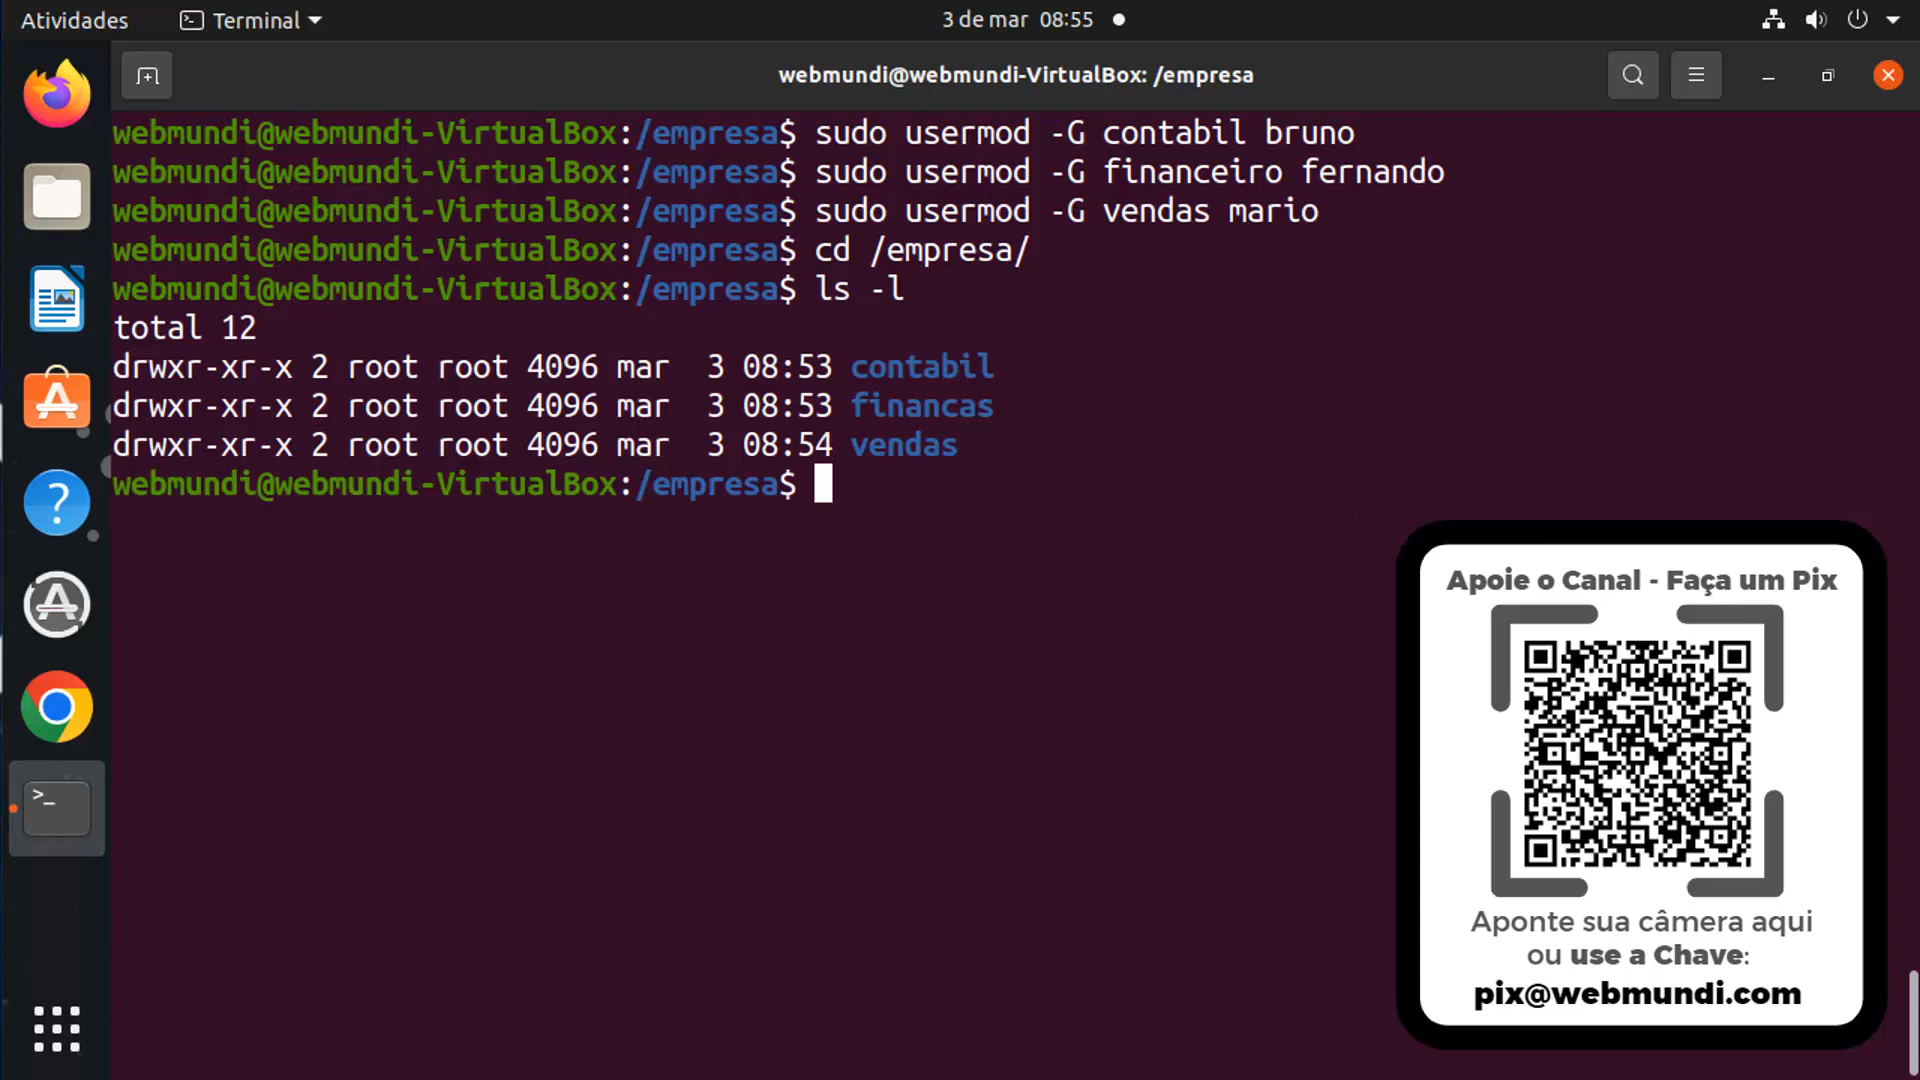 Atividades
Terminal
3 de mar 08:55
webmundi@webmundi-VirtualBox: /empresa
webmundi@webmundi-VirtualBox:/empresa$ sudo usermod -G contabil bruno
webmundi@webmundi-VirtualBox:/empresa$ sudo usermod -G financeiro fernando
webmundi@webmundi-VirtualBox:/empresa$ sudo usermod -G vendas mario
webmundi@webmundi-VirtualBox:/empresa$ cd /empresa/
webmundi@webmundi-VirtualBox:/empresa$ ls -l
total 12
drwxr-xr-x 2 root root 4096 mar  3 08:53 contabil
drwxr-xr-x 2 root root 4096 mar  3 08:53 financas
drwxr-xr-x 2 root root 4096 mar  3 08:54 vendas
webmundi@webmundi-VirtualBox:/empresa$
Apoie o Canal - Faça um Pix
Aponte sua câmera aqui
ou use a Chave:
pix@webmundi.com